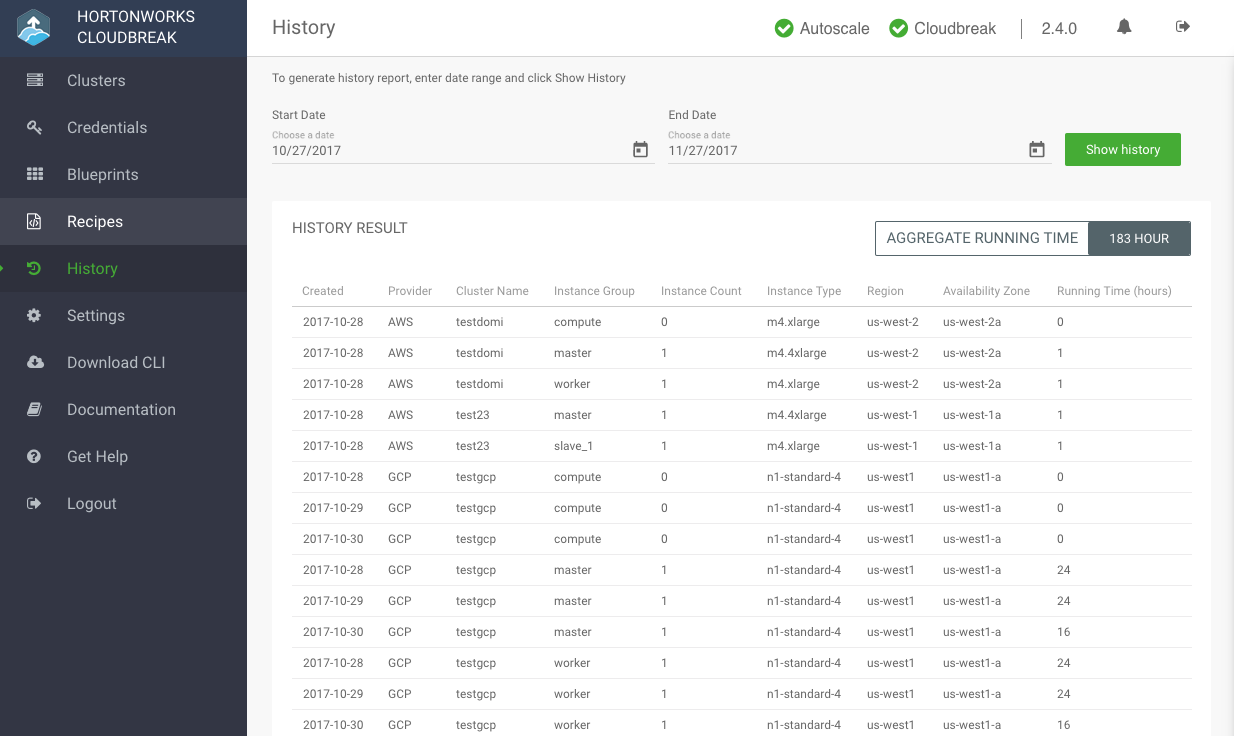 HORTONWORKS
CLOUDBREAK
Clusters
Credentials
Blueprints
Recipes
History
Settings
Download CLI
Documentation
Get Help
Logout
History
Autoscale Cloudbreak 2.4.0
To generate history report, enter date range and click Show History
Start Date End Date
Choose a date Choose a date
10/27/2017 11/27/2017 Show history
HISTORY RESULT AGGREGATE RUNNING TIME 183 HOUR
Created Provider Cluster Name Instance Group Instance Count Instance Type Region Availability Zone Running Time (hours)
2017-10-28 AWS testdomi compute 0 m4.xlarge us-west-2 us-west-2a 0
2017-10-28 AWS testdomi master 1 m4.4xlarge us-west-2 us-west-2a 1
2017-10-28 AWS testdomi worker 1 m4.xlarge us-west-2 us-west-2a 1
2017-10-28 AWS test23 master 1 m4.4xlarge us-west-1 us-west-1a 1
2017-10-28 AWS test23 slave_1 1 m4.xlarge us-west-1 us-west-1a 1
2017-10-28 GCP testgcp compute 0 n1-standard-4 us-west1 us-west1-a 0
2017-10-29 GCP testgcp compute 0 n1-standard-4 us-west1 us-west1-a 0
2017-10-30 GCP testgcp compute 0 n1-standard-4 us-west1 us-west1-a 0
2017-10-28 GCP testgcp master 1 n1-standard-4 us-west1 us-west1-a 24
2017-10-29 GCP testgcp master 1 n1-standard-4 us-west1 us-west1-a 24
2017-10-30 GCP testgcp master 1 n1-standard-4 us-west1 us-west1-a 16
2017-10-28 GCP testgcp worker 1 n1-standard-4 us-west1 us-west1-a 24
2017-10-29 GCP testgcp worker 1 n1-standard-4 us-west1 us-west1-a 24
2017-10-30 GCP testgcp worker 1 n1-standard-4 us-west1 us-west1-a 16